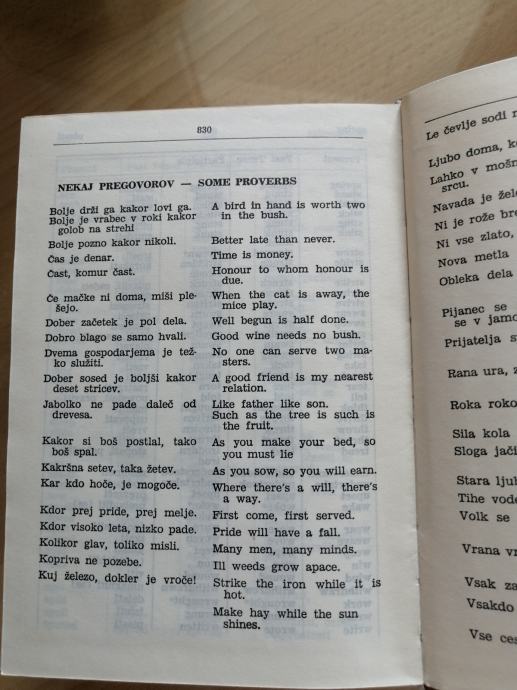 830
NEKAJ PREGOVOROV — SOME PROVERBS
Bolje drži ga kakor lovi ga.
Bolje je vrabec v roki kakor
golob na strehi
A bird in hand is worth two
in the bush.
Bolje pozno kakor nikoli.
Better late than never.
Čas je denar.
Time is money.
Čast, komur čast.
Honour to whom honour is
due.
Če mačke ni doma, miši ple-
šejo.
When the cat is away, the
mice play.
Dober začetek je pol dela.
Well begun is half done.
Dobro blago se samo hvali.
Good wine needs no bush.
Dvema gospodarjema je tež-
ko služiti.
No one can serve two ma-
sters.
Dober sosed je boljši kakor
deset stricev.
A good friend is my nearest
relation.
Jabolko ne pade daleč od
drevesa.
Like father like son.
Such as the tree is such is
the fruit.
Kakor si boš postlal, tako
boš spal.
As you make your bed, so
you must lie
Kakršna setev, taka žetev.
As you sow, so you will earn.
Kar kdo hoče, je mogoče.
Where there's a will, there's
a way.
Kdor prej pride, prej melje.
First come, first served.
Kdor visoko leta, nizko pade.
Pride will have a fall.
Kolikor glav, toliko misli.
Many men, many minds.
Kopriva ne pozebe.
Ill weeds grow apace.
Kuj železo, dokler je vroče!
Strike the iron while it is
hot.
Make hay while the sun
shines.
Le čevlje sodi
Ljubo doma,
Lahko v
srcu.
Navada je
Ni je rože
Ni vse zlato,
Nova metla
Obleka dela
Pijanec se
se v jamo
Prijatelja
Rana ura,
Roka
Sila kola
Sloga
Stara
Tihe
Volk se
Vrana
Vsak
Vsakdo
Vse